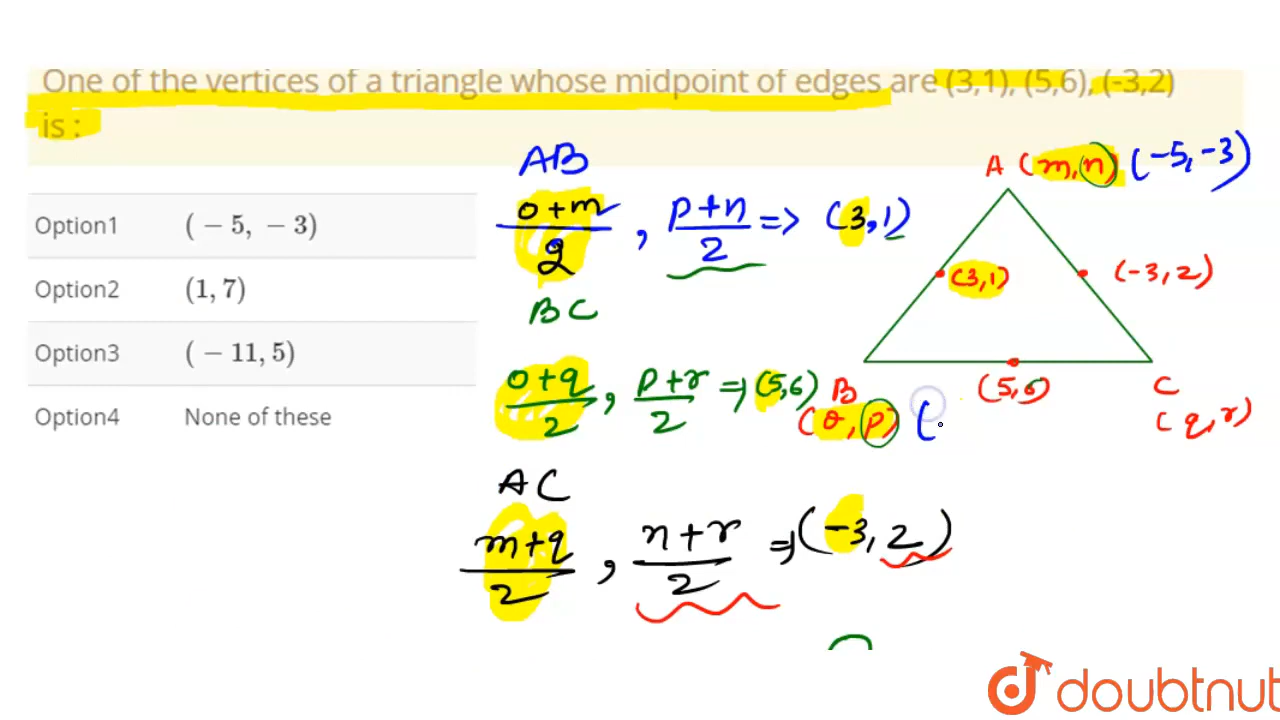 One of the vertices of a triangle whose midpoint of edges are (3,1), (5,6), (-3,2)
is :
Option1 (−5, −3)
Option2 (1, 7)
Option3 (−11, 5)
Option4 None of these
AB
o+m/2 , p+n/2 => (3,1)
BC
o+q/2 , p+r/2 => (5,6)
AC
m+q/2 , n+r/2 => (-3, 2)
A (m,n) (-5,-3)
(3,1) (-3,2)
B (5,6) C
(o,p) ( (q,r)
doubtnut